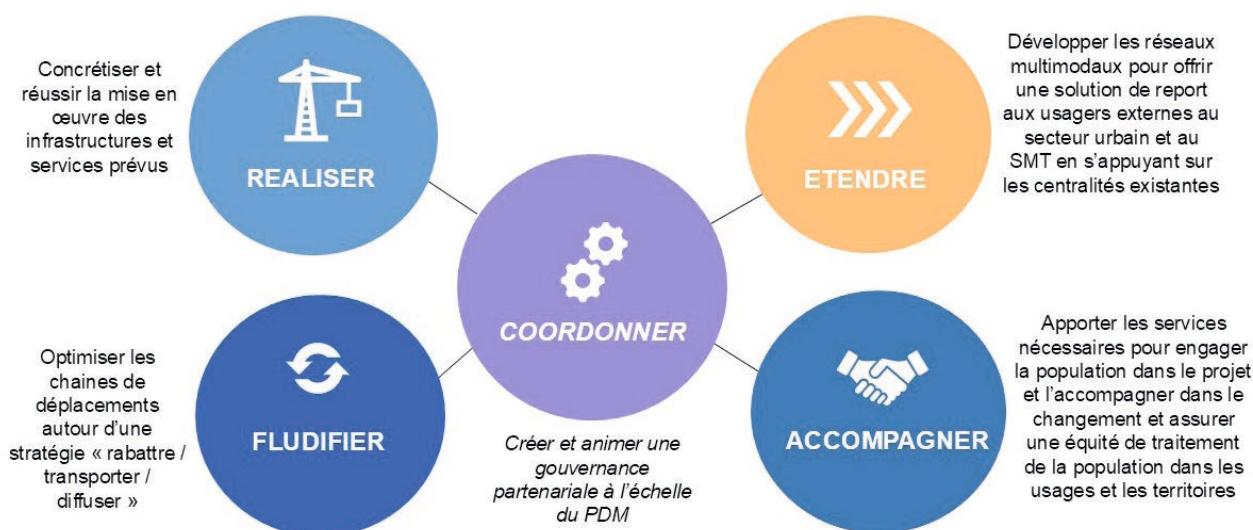 Concrétiser et
réussir la mise en
œuvre des
infrastructures et
services prévus
REALISER
ETENDRE
Développer les réseaux
multimodaux pour offrir
une solution de report
aux usagers externes au
secteur urbain et au
SMT en s’appuyant sur
les centralités existantes
COORDONNER
Créer et animer une
gouvernance
partenariale à l’échelle
du PDM
Optimiser les
chaines de
déplacements
autour d’une
stratégie « rabattre /
transporter /
diffuser »
FLUDIFIER
ACCOMPAGNER
Apporter les services
nécessaires pour engager
la population dans le projet
et l’accompagner dans le
changement et assurer
une équité de traitement
de la population dans les
usages et les territoires